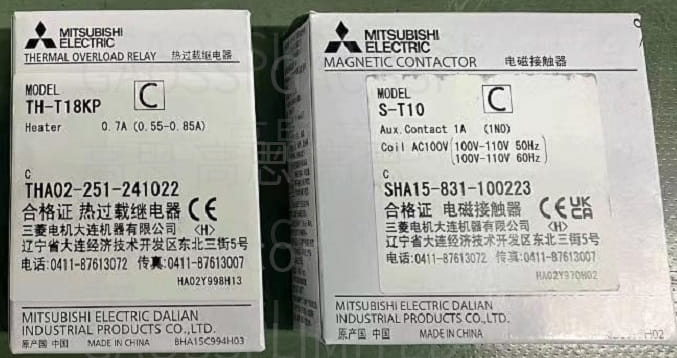 MITSUBISHI
ELECTRIC
THERMAL OVERLOAD RELAY 热过载继电器
MODEL
TH-T18KP
C
Heater 0.7A (0.55-0.85A)
C
THA02-251-241022
合格证 热过载继电器 CE
三菱电机大连机器有限公司 <H>
辽宁省大连经济技术开发区东北三街5号
电话:0411-87613072 传真:0411-87613007
HA02Y998H13
MITSUBISHI ELECTRIC DALIAN
INDUSTRIAL PRODUCTS CO.,LTD.
原产国 中国 BHA15C994H03
MITSUBISHI
ELECTRIC
MAGNETIC CONTACTOR 电磁接触器
MODEL
S-T10
C
Aux.Contact 1A (1NO)
Coil AC100V (100V-110V 50Hz
100V-110V 60Hz)
C
SHA15-831-100223
合格证 电磁接触器 CE UKCA
三菱电机大连机器有限公司 <H>
辽宁省大连经济技术开发区东北三街5号
电话:0411-87613072 传真:0411-87613007
HA02Y970H02
MITSUBISHI ELECTRIC DALIAN
INDUSTRIAL PRODUCTS CO.,LTD.
原产国 中国